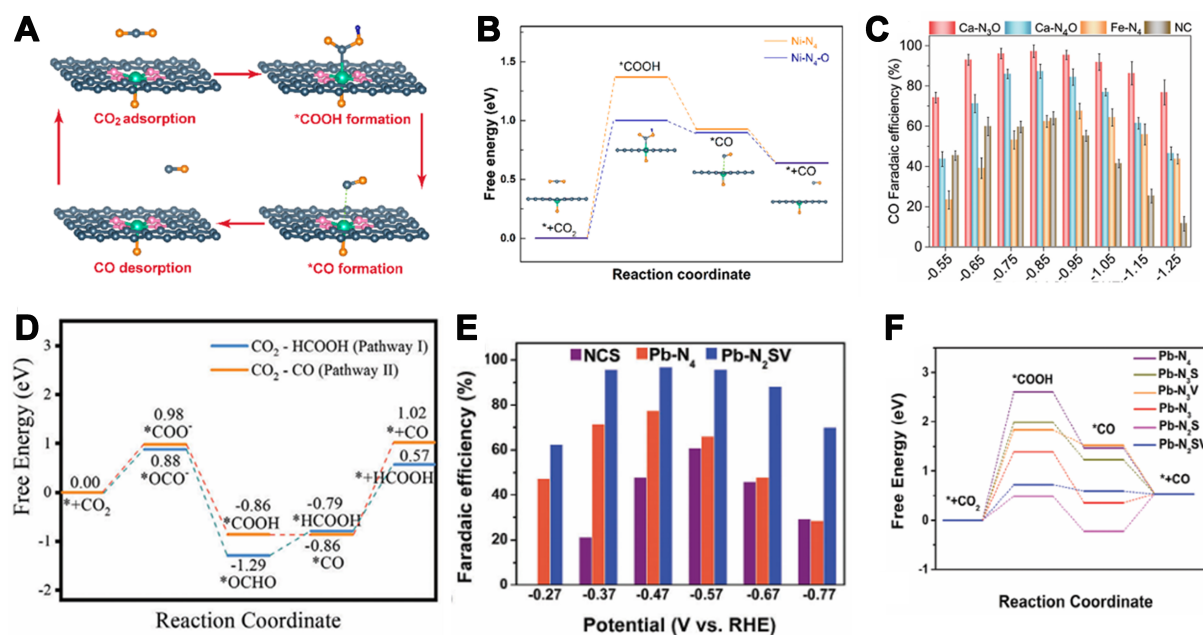 A
CO2 adsorption
*COOH formation
CO desorption
*CO formation
B
Ni-N4
Ni-N4-O
Free energy (eV)
1.5
1.0
0.5
0.0
*COOH
*CO
*+CO
*+CO2
Reaction coordinate
C
Ca-N3O Ca-N4O Fe-N4 NC
CO Faradaic efficiency (%)
100
80
60
40
20
0
-0.55 -0.65 -0.75 -0.85 -0.95 -1.05 -1.15 -1.25
D
CO2 - HCOOH (Pathway I)
CO2 - CO (Pathway II)
Free Energy (eV)
3
2
1
0
-1
-2
0.00
*+CO2
0.98
*COO-
0.88
*OCO-
-0.86
*COOH
-1.29
*OCHO
-0.79
*HCOOH
-0.86
*CO
1.02
*+CO
0.57
*+HCOOH
Reaction Coordinate
E
NCS Pb-N4 Pb-N2SV
Faradaic efficiency (%)
100
80
60
40
20
0
-0.27 -0.37 -0.47 -0.57 -0.67 -0.77
Potential (V vs. RHE)
F
Pb-N4
Pb-N3S
Pb-N3V
Pb-N3
Pb-N2S
Pb-N2SV
Free Energy (eV)
3
2
1
0
-1
*COOH
*CO
*+CO
*+CO2
Reaction Coordinate